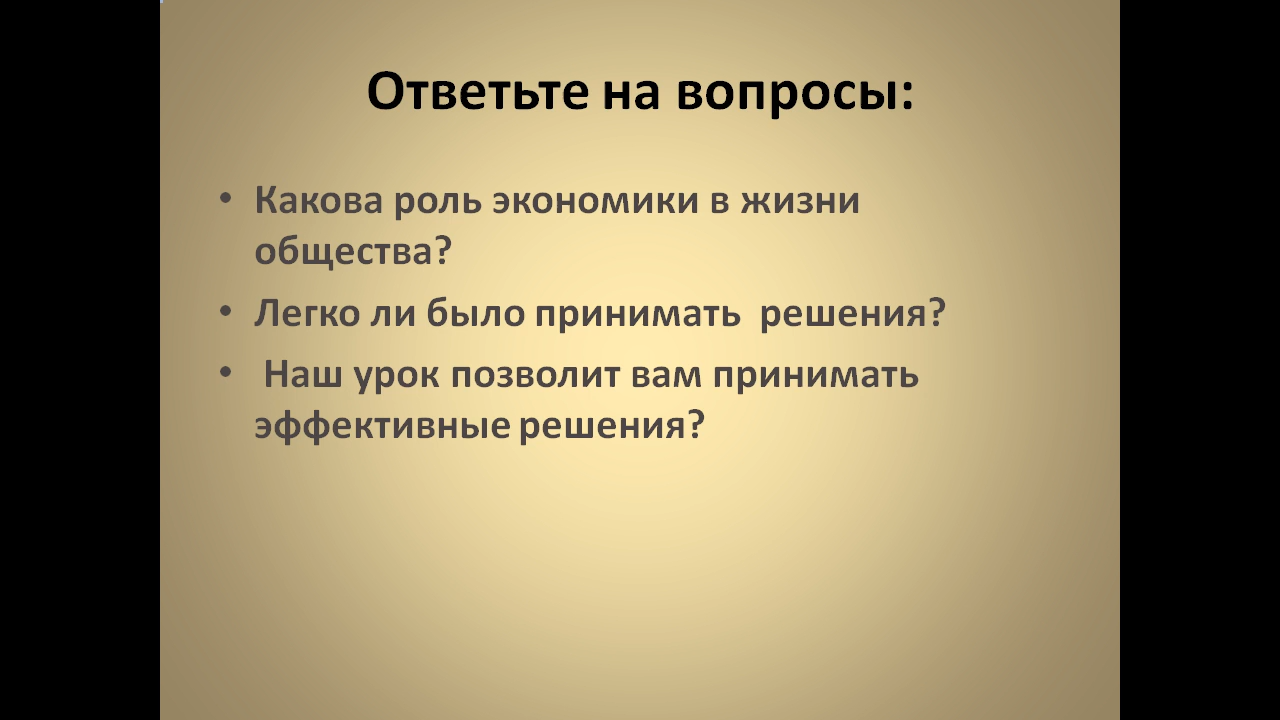 Ответьте на вопросы:
• Какова роль экономики в жизни
общества?
• Легко ли было принимать  решения?
•  Наш урок позволит вам принимать
эффективные решения?